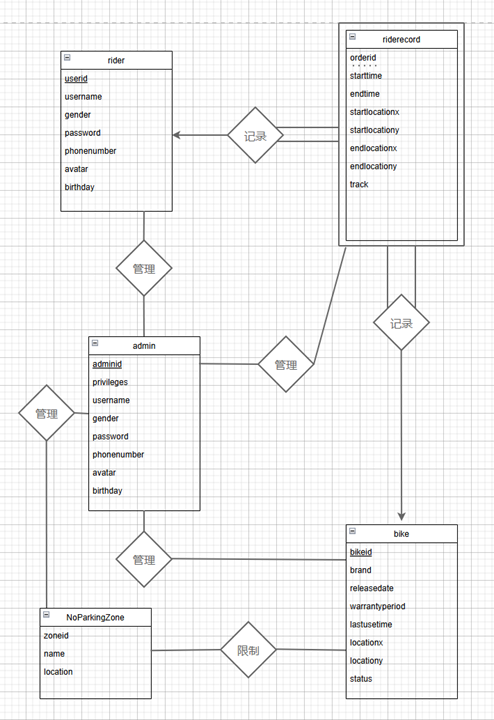 riderecord
orderid
starttime
endtime
startlocationx
startlocationy
endlocationx
endlocationy
track
rider
userid
username
gender
password
phonenumber
avatar
birthday
记录
管理
记录
admin
adminid
privileges
username
gender
password
phonenumber
avatar
birthday
管理
管理
管理
bike
bikeid
brand
releasedate
warrantyperiod
lastusetime
locationx
locationy
status
NoParkingZone
zoneid
name
location
限制